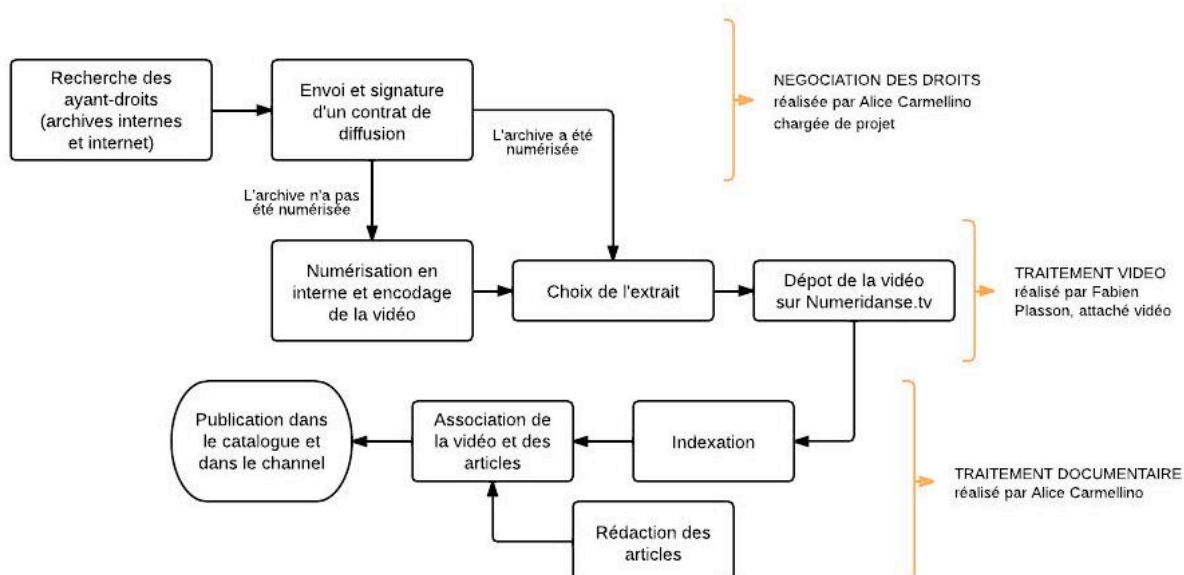 Recherche des
ayant-droits
(archives internes
et internet)
Envoi et signature
d'un contrat de
diffusion
L'archive a été
numérisée
NEGOCIATION DES DROITS
réalisée par Alice Carmellino
chargée de projet
L'archive n'a pas
été numérisée
Numérisation en
interne et encodage
de la vidéo
Choix de l'extrait
Dépot de la vidéo
sur Numeridanse.tv
TRAITEMENT VIDEO
réalisé par Fabien
Plasson, attaché vidéo
Publication dans
le catalogue et
dans le channel
Association de
la vidéo et des
articles
Indexation
TRAITEMENT DOCUMENTAIRE
réalisé par Alice Carmellino
Rédaction des
articles